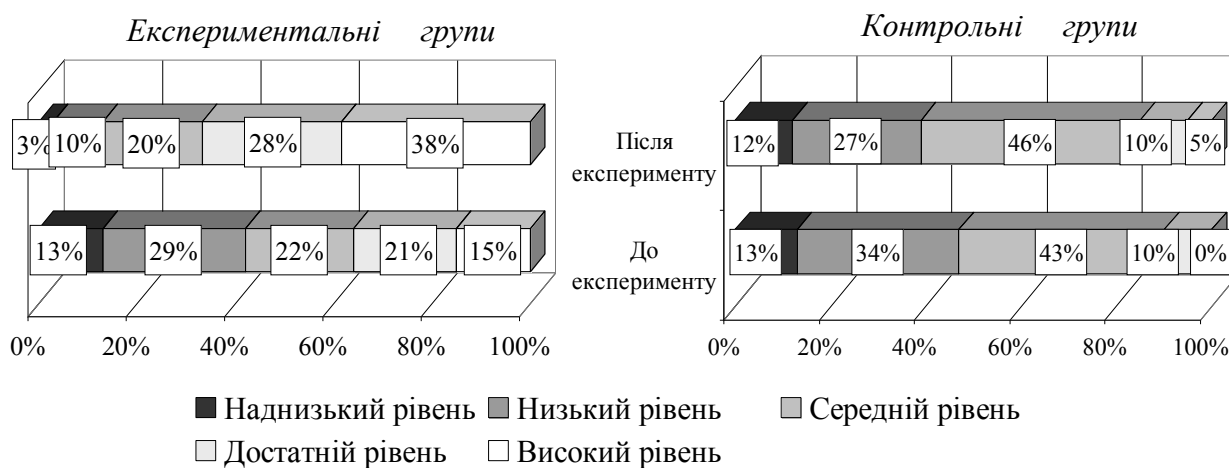 Експериментальні групи
Контрольні групи
3% 10% 20% 28% 38%
Після
експерименту
12% 27% 46% 10% 5%
13% 29% 22% 21% 15%
До
експерименту
13% 34% 43% 10% 0%
0% 20% 40% 60% 80% 100%
0% 20% 40% 60% 80% 100%
Наднизький рівень Низький рівень Середній рівень
Достатній рівень Високий рівень